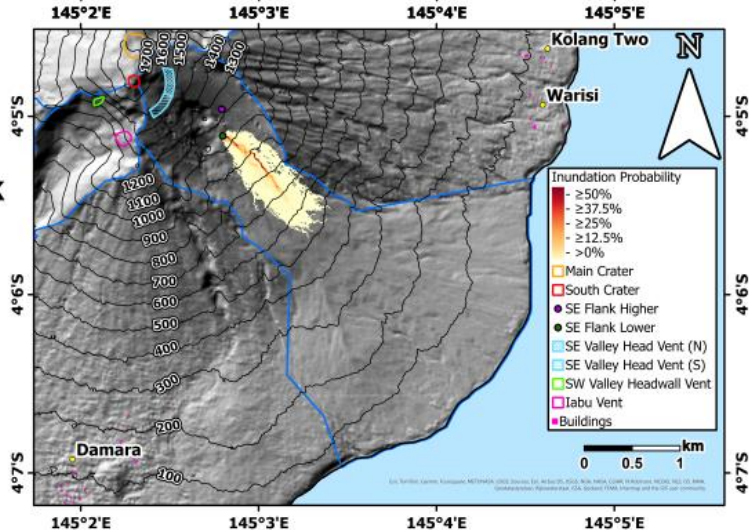 145°2'E 145°3'E 145°4'E 145°5'E
1700 1600 1500 1400 1300
Kolang Two
N
Warisi
4°5'S 4°5'S
Inundation Probability
- ≥50%
- ≥37.5%
- ≥25%
- ≥12.5%
- >0%
Main Crater
South Crater
SE Flank Higher
SE Flank Lower
SE Valley Head Vent (N)
SE Valley Head Vent (S)
SW Valley Headwall Vent
Iabu Vent
Buildings
1200
1100
1000
900
800
700
600
500
400
300
200
100
4°6'S 4°6'S
Damara
km
0 0.5 1
4°7'S 4°7'S
145°2'E 145°3'E 145°4'E 145°5'E